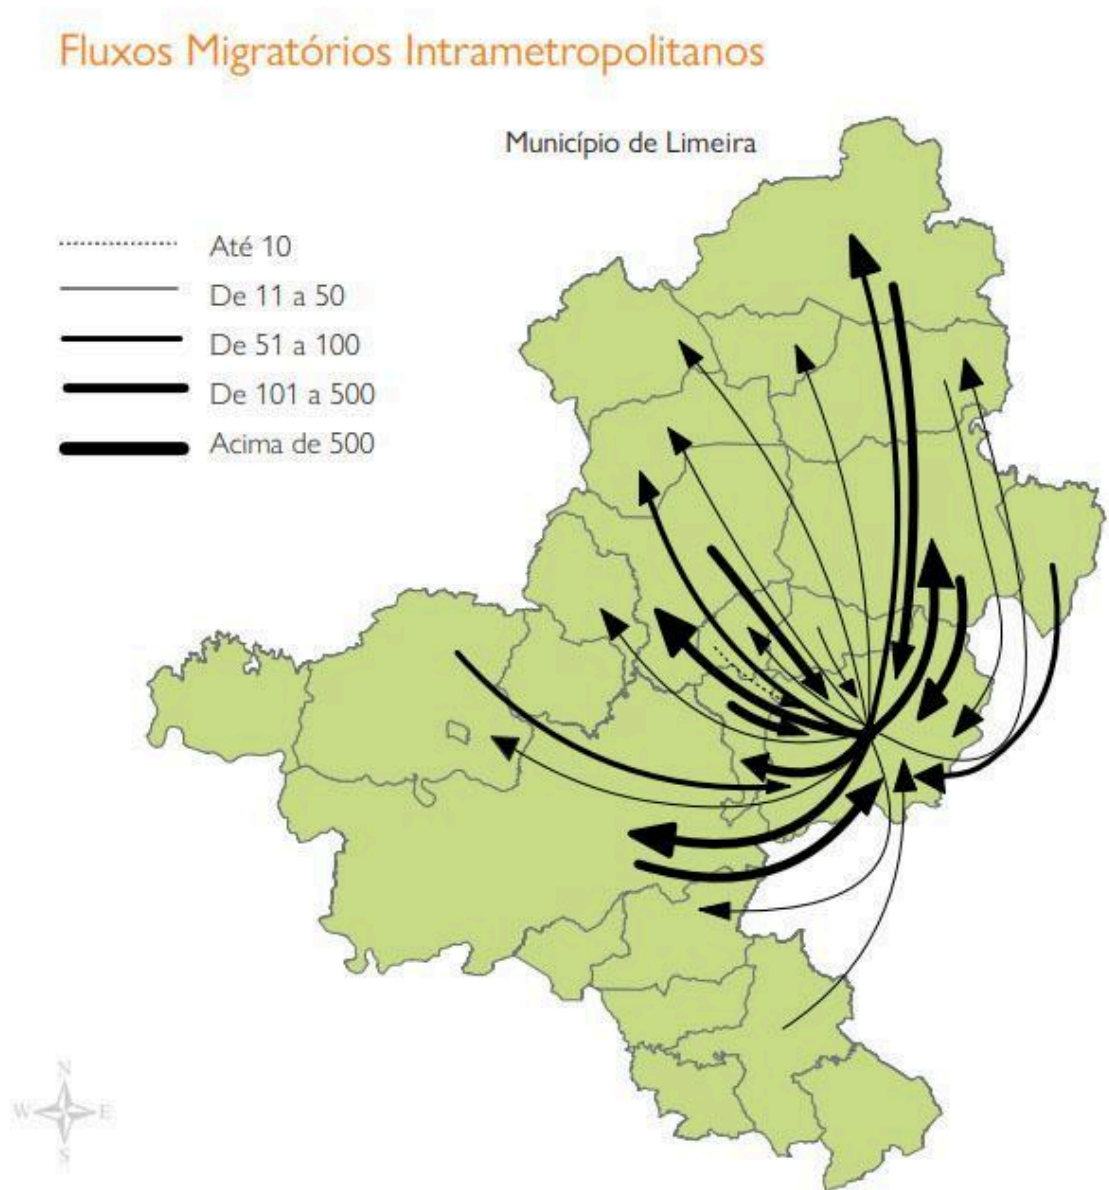 Fluxos Migratórios Intrametropolitanos
Município de Limeira
Até 10
De 11 a 50
De 51 a 100
De 101 a 500
Acima de 500
N
W E
S